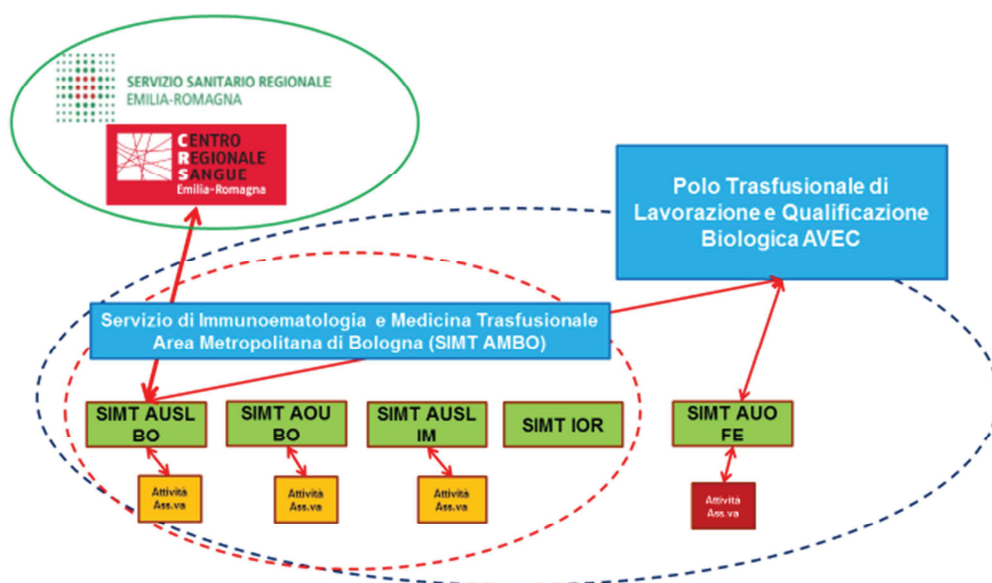 SERVIZIO SANITARIO REGIONALE
EMILIA-ROMAGNA
CENTRO
REGIONALE
SANGUE
Emilia-Romagna
Polo Trasfusionale di
Lavorazione e Qualificazione
Biologica AVEC
Servizio di Immunoematologia e Medicina Trasfusionale
Area Metropolitana di Bologna (SIMT AMBO)
SIMT AUSL
BO
SIMT AOU
BO
SIMT AUSL
IM
SIMT IOR
SIMT AUO
FE
Attività
Ass.va
Attività
Ass.va
Attività
Ass.va
Attività
Ass.va